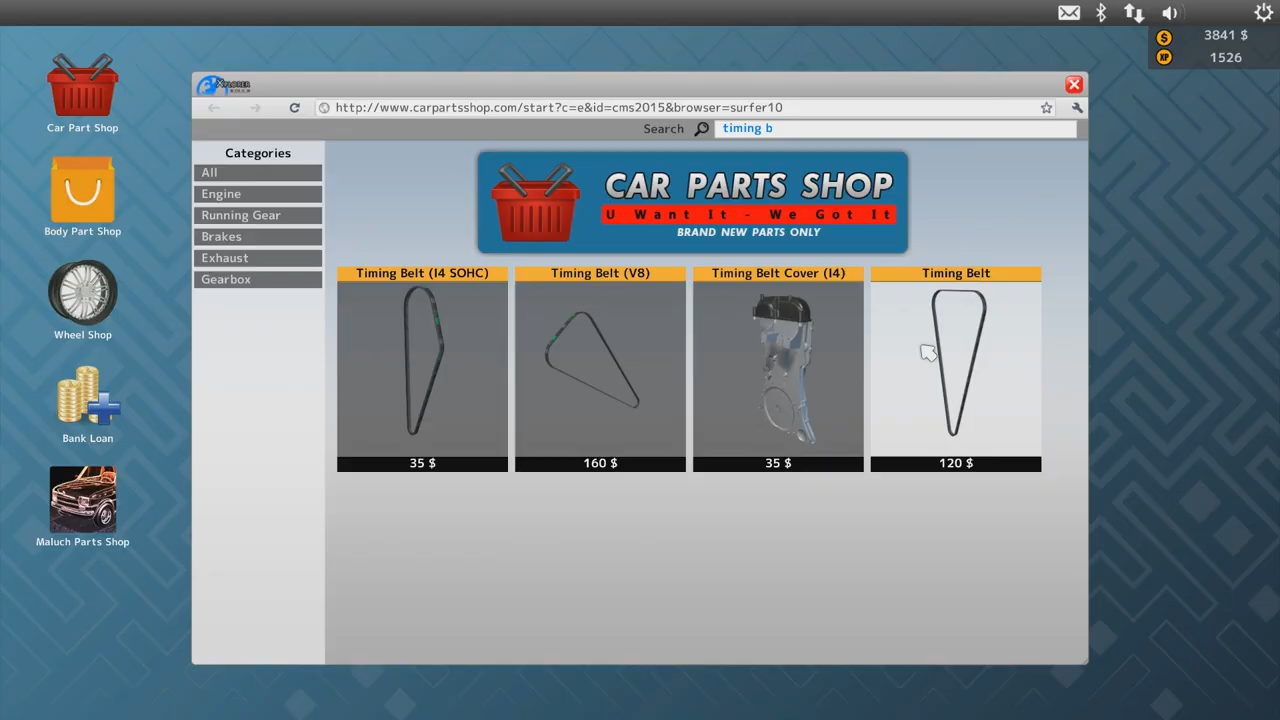 3841 $
1526
Car Part Shop
Body Part Shop
Wheel Shop
Bank Loan
Maluch Parts Shop
XPLORER
http://www.carpartsshop.com/start?c=e&id=cms2015&browser=surfer10
Search timing b
Categories
All
Engine
Running Gear
Brakes
Exhaust
Gearbox
CAR PARTS SHOP
U Want It - We Got It
BRAND NEW PARTS ONLY
Timing Belt (I4 SOHC)
35 $
Timing Belt (V8)
160 $
Timing Belt Cover (I4)
35 $
Timing Belt
120 $